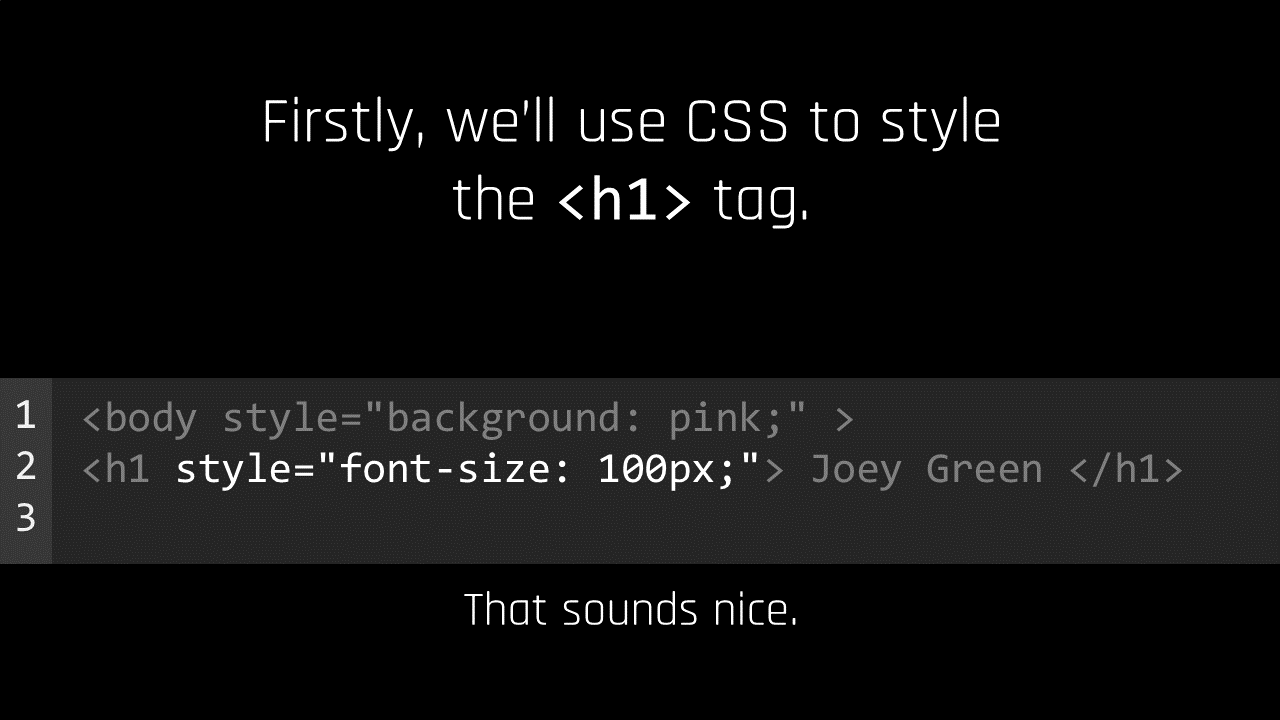 Firstly, we'll use CSS to style
the <h1> tag.
1 <body style="background: pink;" >
2 <h1 style="font-size: 100px;"> Joey Green </h1>
3
That sounds nice.